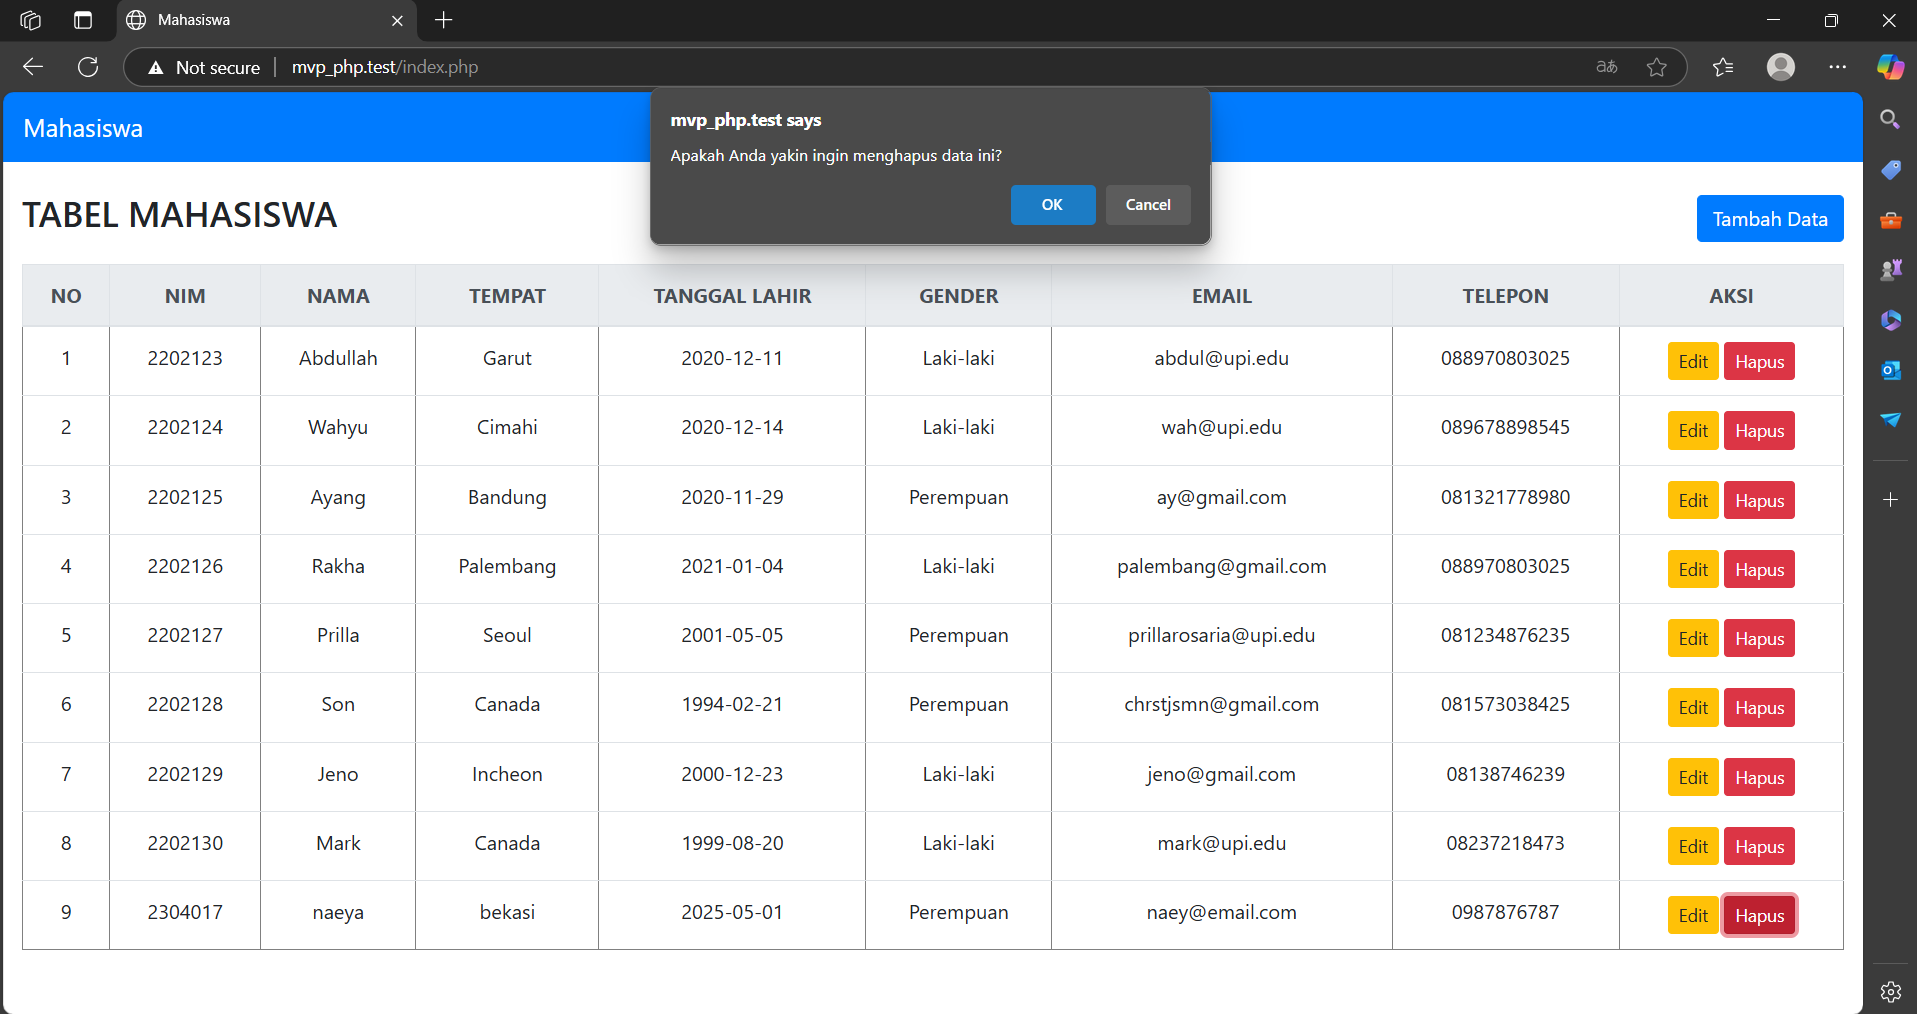 Mahasiswa
Not secure mvp_php.test/index.php aあ
Mahasiswa
mvp_php.test says
Apakah Anda yakin ingin menghapus data ini?
OK Cancel
TABEL MAHASISWA
Tambah Data
NO NIM NAMA TEMPAT TANGGAL LAHIR GENDER EMAIL TELEPON AKSI
1 2202123 Abdullah Garut 2020-12-11 Laki-laki abdul@upi.edu 088970803025 Edit Hapus
2 2202124 Wahyu Cimahi 2020-12-14 Laki-laki wah@upi.edu 089678898545 Edit Hapus
3 2202125 Ayang Bandung 2020-11-29 Perempuan ay@gmail.com 081321778980 Edit Hapus
4 2202126 Rakha Palembang 2021-01-04 Laki-laki palembang@gmail.com 088970803025 Edit Hapus
5 2202127 Prilla Seoul 2001-05-05 Perempuan prillarosaria@upi.edu 081234876235 Edit Hapus
6 2202128 Son Canada 1994-02-21 Perempuan chrstjsmn@gmail.com 081573038425 Edit Hapus
7 2202129 Jeno Incheon 2000-12-23 Laki-laki jeno@gmail.com 08138746239 Edit Hapus
8 2202130 Mark Canada 1999-08-20 Laki-laki mark@upi.edu 08237218473 Edit Hapus
9 2304017 naeya bekasi 2025-05-01 Perempuan naey@email.com 0987876787 Edit Hapus